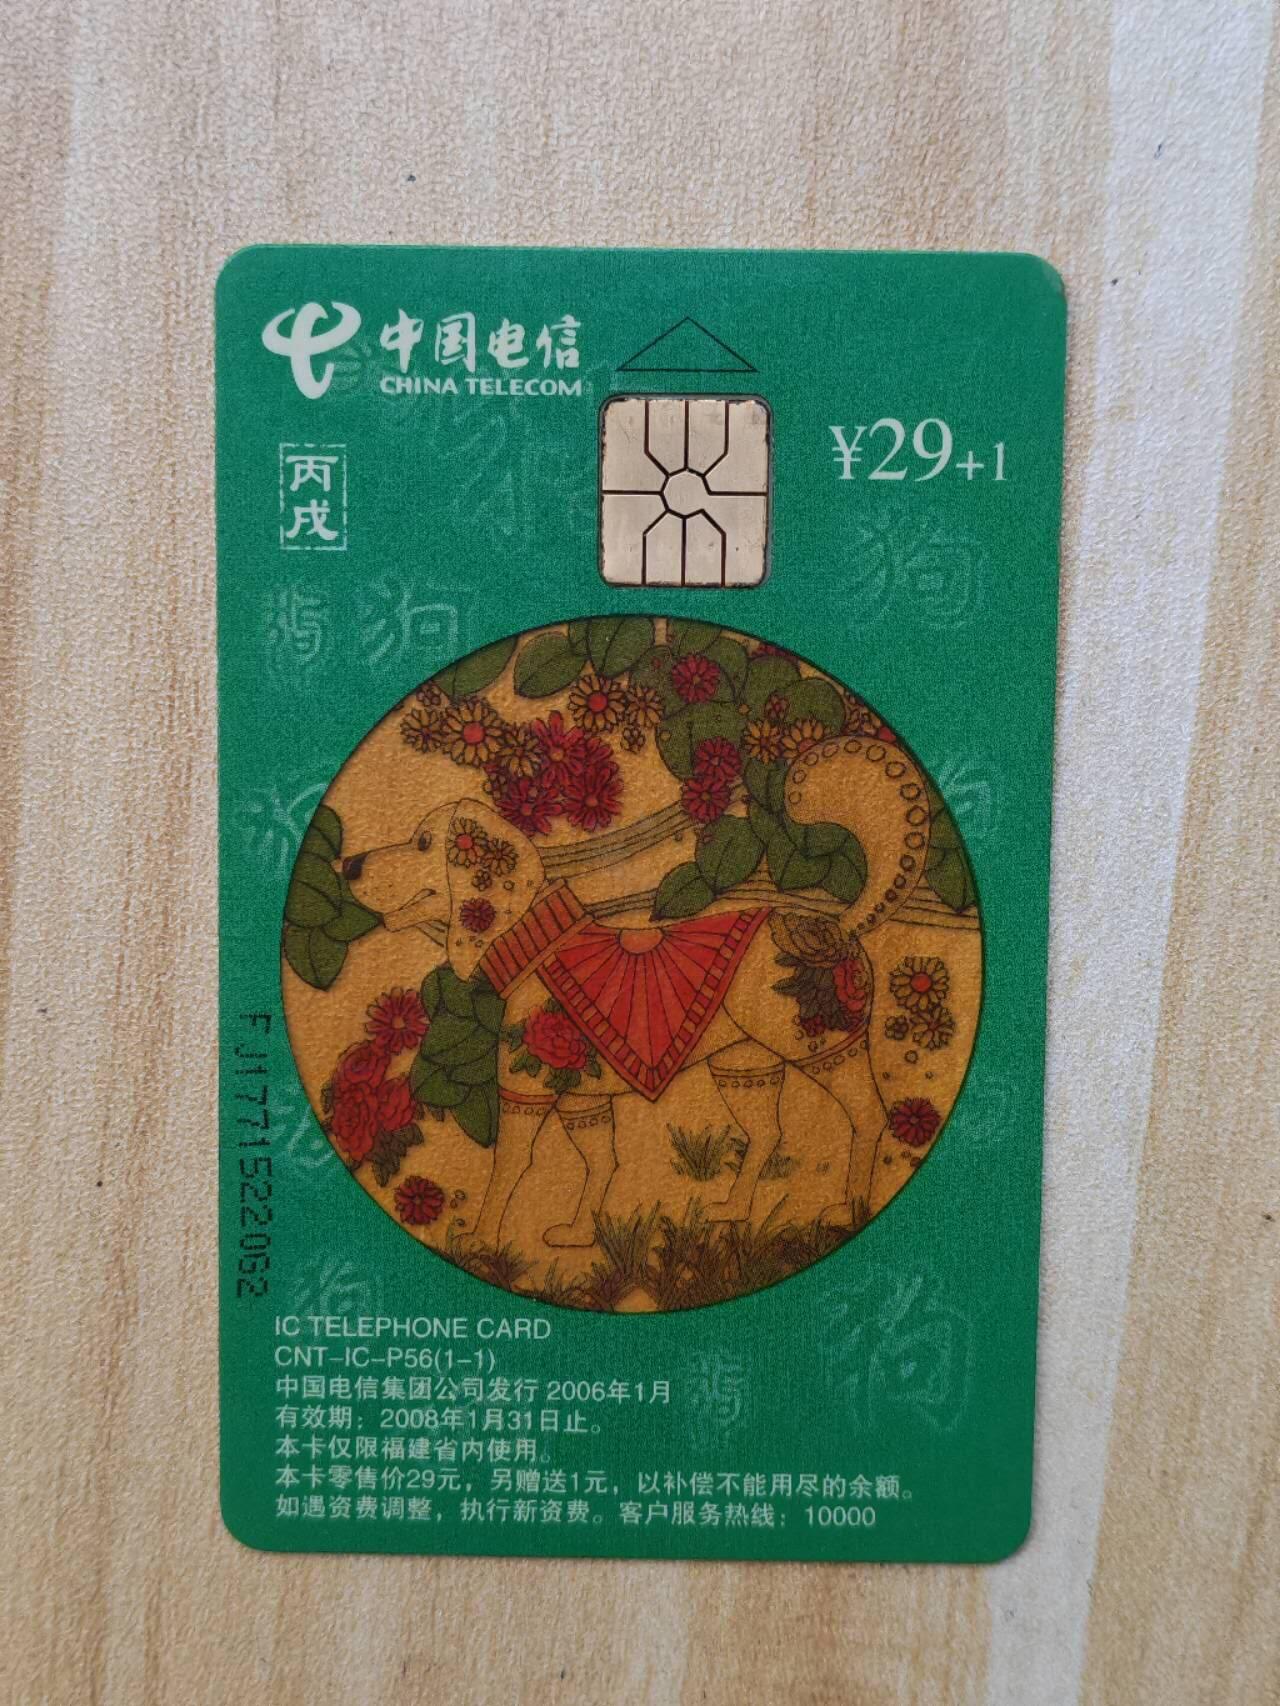 中国电信
CHINA TELECOM
¥29+1
丙
戌
狗
狗
狗
狗
FJ17715522062
IC TELEPHONE CARD
CNT-IC-P56(1-1)
中国电信集团公司发行 2006年1月
有效期：2008年1月31日止。
本卡仅限福建省内使用。
本卡零售价29元，另赠送1元，以补偿不能用尽的余额。
如遇资费调整，执行新资费。客户服务热线：10000